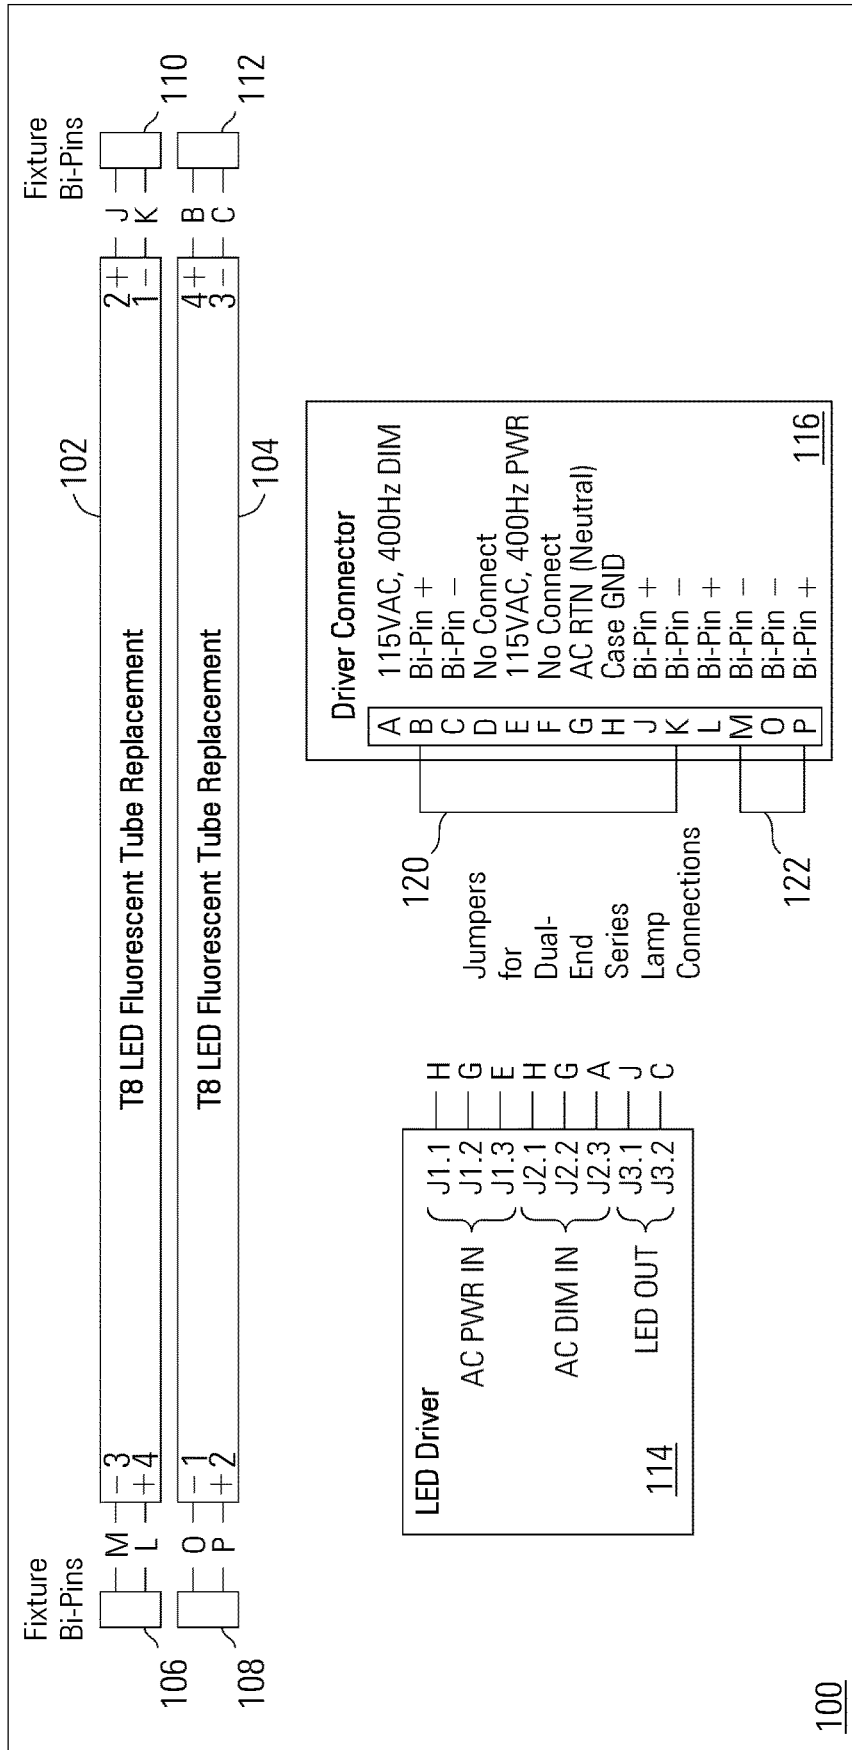 Fixture
Bi-Pins
Fixture
Bi-Pins
106
M
L
− 3
+ 4
T8 LED Fluorescent Tube Replacement
102
2 +
1 −
J
K
110
108
O
P
− 1
+ 2
T8 LED Fluorescent Tube Replacement
104
4 +
3 −
B
C
112
LED Driver
AC PWR IN
J1.1 H
J1.2 G
J1.3 E
AC DIM IN
J2.1 H
J2.2 G
J2.3 A
LED OUT
J3.1 J
J3.2 C
114
120
Jumpers
for
Dual-
End
Series
Lamp
Connections
122
Driver Connector
A 115VAC, 400Hz DIM
B Bi-Pin +
C Bi-Pin −
D No Connect
E 115VAC, 400Hz PWR
F No Connect
G AC RTN (Neutral)
H Case GND
J Bi-Pin +
K Bi-Pin −
L Bi-Pin +
M Bi-Pin −
O Bi-Pin −
P Bi-Pin +
116
100